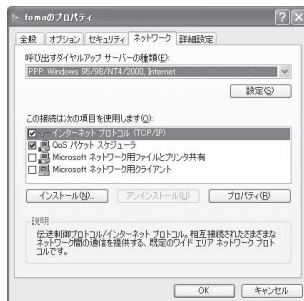 fomaのプロパティ
全般 オプション セキュリティ ネットワーク 詳細設定
呼び出すダイヤルアップ サーバーの種類(E):
PPP: Windows 95/98/NT4/2000, Internet
設定(S)
この接続は次の項目を使用します(O):
インターネット プロトコル (TCP/IP)
QoS パケット スケジューラ
Microsoft ネットワーク用ファイルとプリンタ共有
Microsoft ネットワーク用クライアント
インストール(N)... アンインストール(U) プロパティ(R)
説明
伝送制御プロトコル/インターネット プロトコル。相互接続されたさまざまな
ネットワーク間の通信を提供する、既定のワイド エリア ネットワーク プロト
コルです。
OK キャンセル